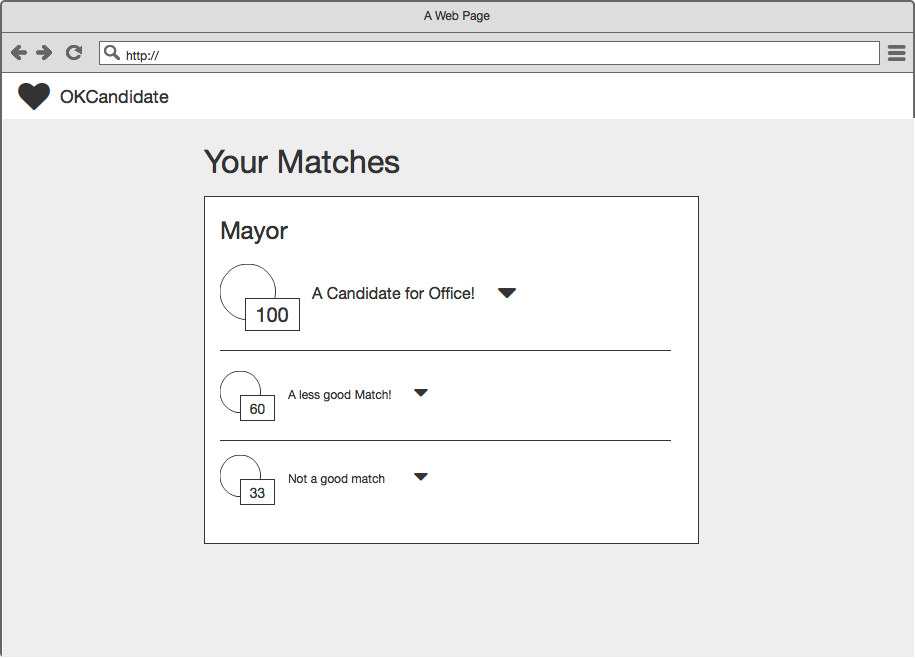 A Web Page
http://
OKCandidate
Your Matches
Mayor
A Candidate for Office!
100
A less good Match!
60
Not a good match
33